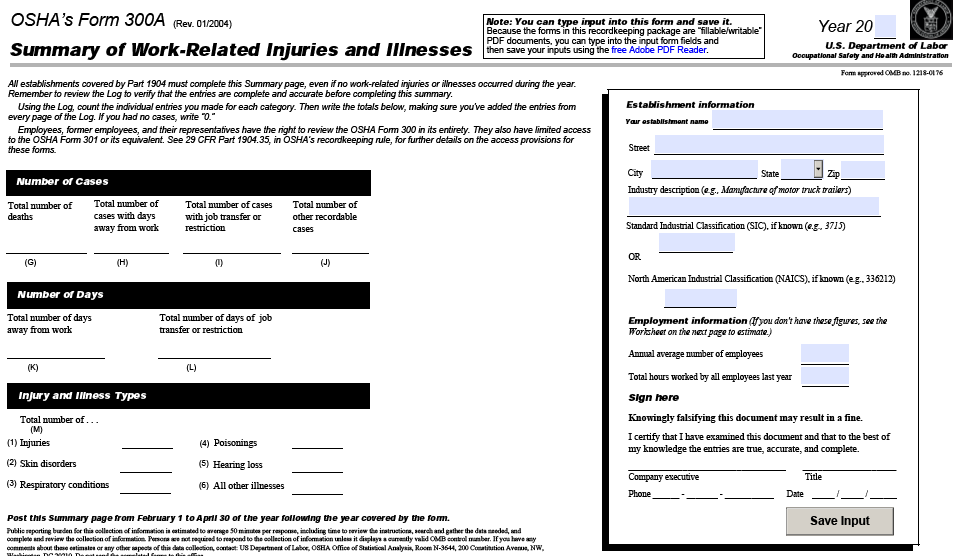 OSHA's Form 300A (Rev. 01/2004)
Summary of Work-Related Injuries and Illnesses
Note: You can type input into this form and save it.
Because the forms in this recordkeeping package are "fillable/writable"
PDF documents, you can type into the input form fields and
then save your inputs using the free Adobe PDF Reader.
Year 20
U.S. Department of Labor
Occupational Safety and Health Administration
Form approved OMB no. 1218-0176
All establishments covered by Part 1904 must complete this Summary page, even if no work-related injuries or illnesses occurred during the year.
Remember to review the Log to verify that the entries are complete and accurate before completing this summary.
Using the Log, count the individual entries you made for each category. Then write the totals below, making sure you've added the entries from
every page of the Log. If you had no cases, write "0."
Employees, former employees, and their representatives have the right to review the OSHA Form 300 in its entirety. They also have limited access
to the OSHA Form 301 or its equivalent. See 29 CFR Part 1904.35, in OSHA's recordkeeping rule, for further details on the access provisions for
these forms.
Number of Cases
Total number of
deaths
Total number of
cases with days
away from work
Total number of cases
with job transfer or
restriction
Total number of
other recordable
cases
(G) (H) (I) (J)
Number of Days
Total number of days
away from work
Total number of days of job
transfer or restriction
(K) (L)
Injury and Illness Types
Total number of . . .
(M)
(1) Injuries
(2) Skin disorders
(3) Respiratory conditions
(4) Poisonings
(5) Hearing loss
(6) All other illnesses
Post this Summary page from February 1 to April 30 of the year following the year covered by the form.
Public reporting burden for this collection of information is estimated to average 50 minutes per response, including time to review the instructions, search and gather the data needed, and
complete and review the collection of information. Persons are not required to respond to the collection of information unless it displays a currently valid OMB control number. If you have any
comments about these estimates or any other aspects of this data collection, contact: US Department of Labor, OSHA Office of Statistical Analysis, Room N-3644, 200 Constitution Avenue, NW,
Washington, DC 20210. Do not send the completed forms to this office.
Establishment information
Your establishment name
Street
City State Zip
Industry description (e.g., Manufacture of motor truck trailers)
Standard Industrial Classification (SIC), if known (e.g., 3715)
OR
North American Industrial Classification (NAICS), if known (e.g., 336212)
Employment information (If you don't have these figures, see the
Worksheet on the next page to estimate.)
Annual average number of employees
Total hours worked by all employees last year
Sign here
Knowingly falsifying this document may result in a fine.
I certify that I have examined this document and that to the best of
my knowledge the entries are true, accurate, and complete.
Company executive Title
Phone - - Date / /
Save Input